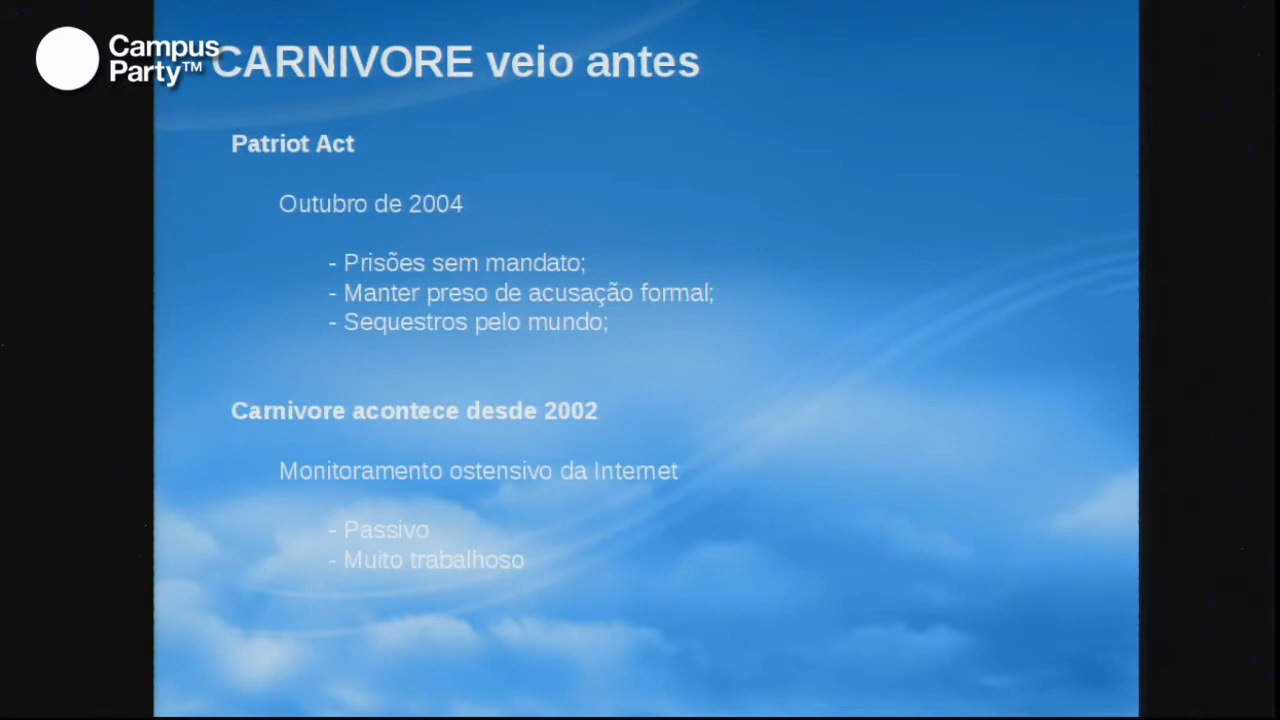 Campus
Party™
CARNIVORE veio antes
Patriot Act
Outubro de 2004
- Prisões sem mandato;
- Manter preso de acusação formal;
- Sequestros pelo mundo;
Carnivore acontece desde 2002
Monitoramento ostensivo da Internet
- Passivo
- Muito trabalhoso